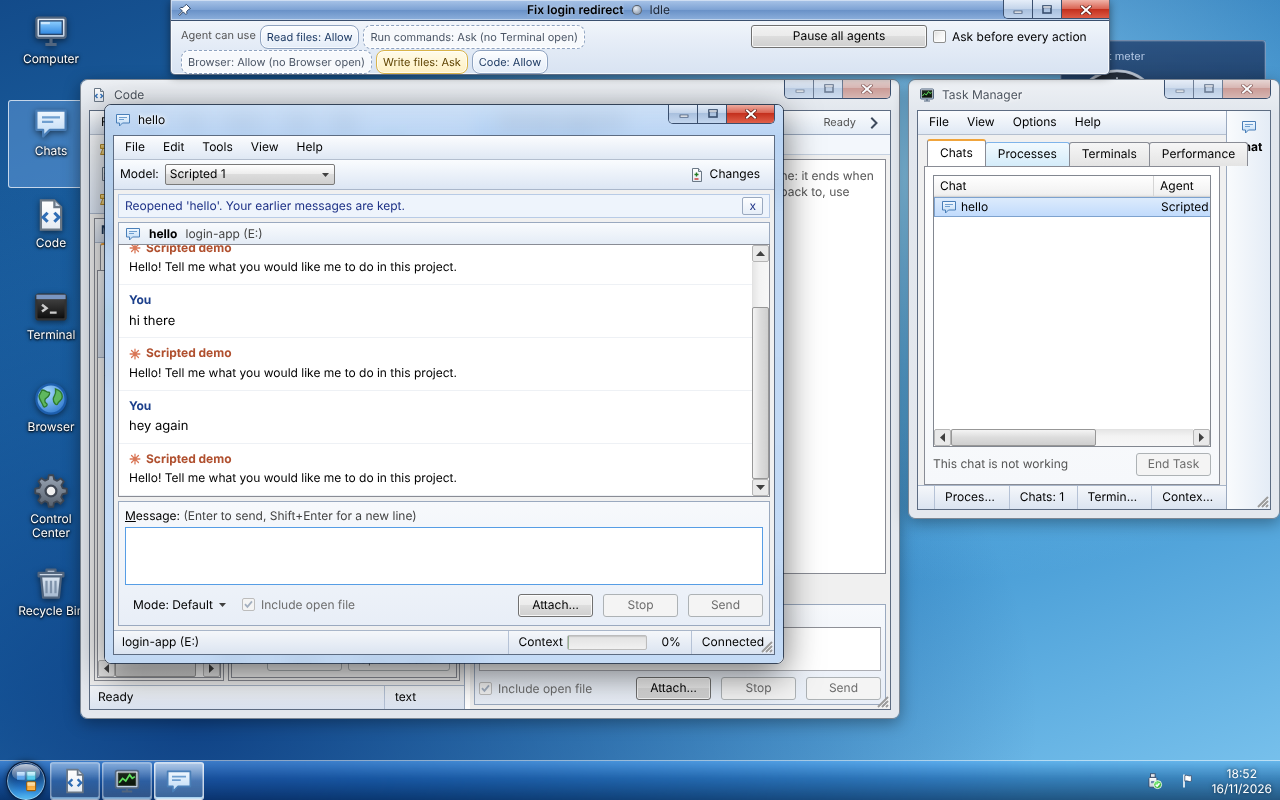 Fix login redirect Idle
Agent can use Read files: Allow Run commands: Ask (no Terminal open)
Browser: Allow (no Browser open) Write files: Ask Code: Allow
Pause all agents Ask before every action
Computer
Chats
Code
Terminal
Browser
Control Center
Recycle Bin
meter
Code
Ready
ne: it ends when
back to, use
hello
File Edit Tools View Help
Model: Scripted 1 Changes
Reopened 'hello'. Your earlier messages are kept. x
hello login-app (E:)
Scripted demo
Hello! Tell me what you would like me to do in this project.
You
hi there
Scripted demo
Hello! Tell me what you would like me to do in this project.
You
hey again
Scripted demo
Hello! Tell me what you would like me to do in this project.
Message: (Enter to send, Shift+Enter for a new line)
Mode: Default Include open file Attach... Stop Send
login-app (E:) Context 0% Connected
Include open file Attach... Stop Send
Ready text
Task Manager
File View Options Help
Chats Processes Terminals Performance
Chat Agent
hello Scripted
This chat is not working End Task
Proces... Chats: 1 Termin... Contex...
18:52
16/11/2026